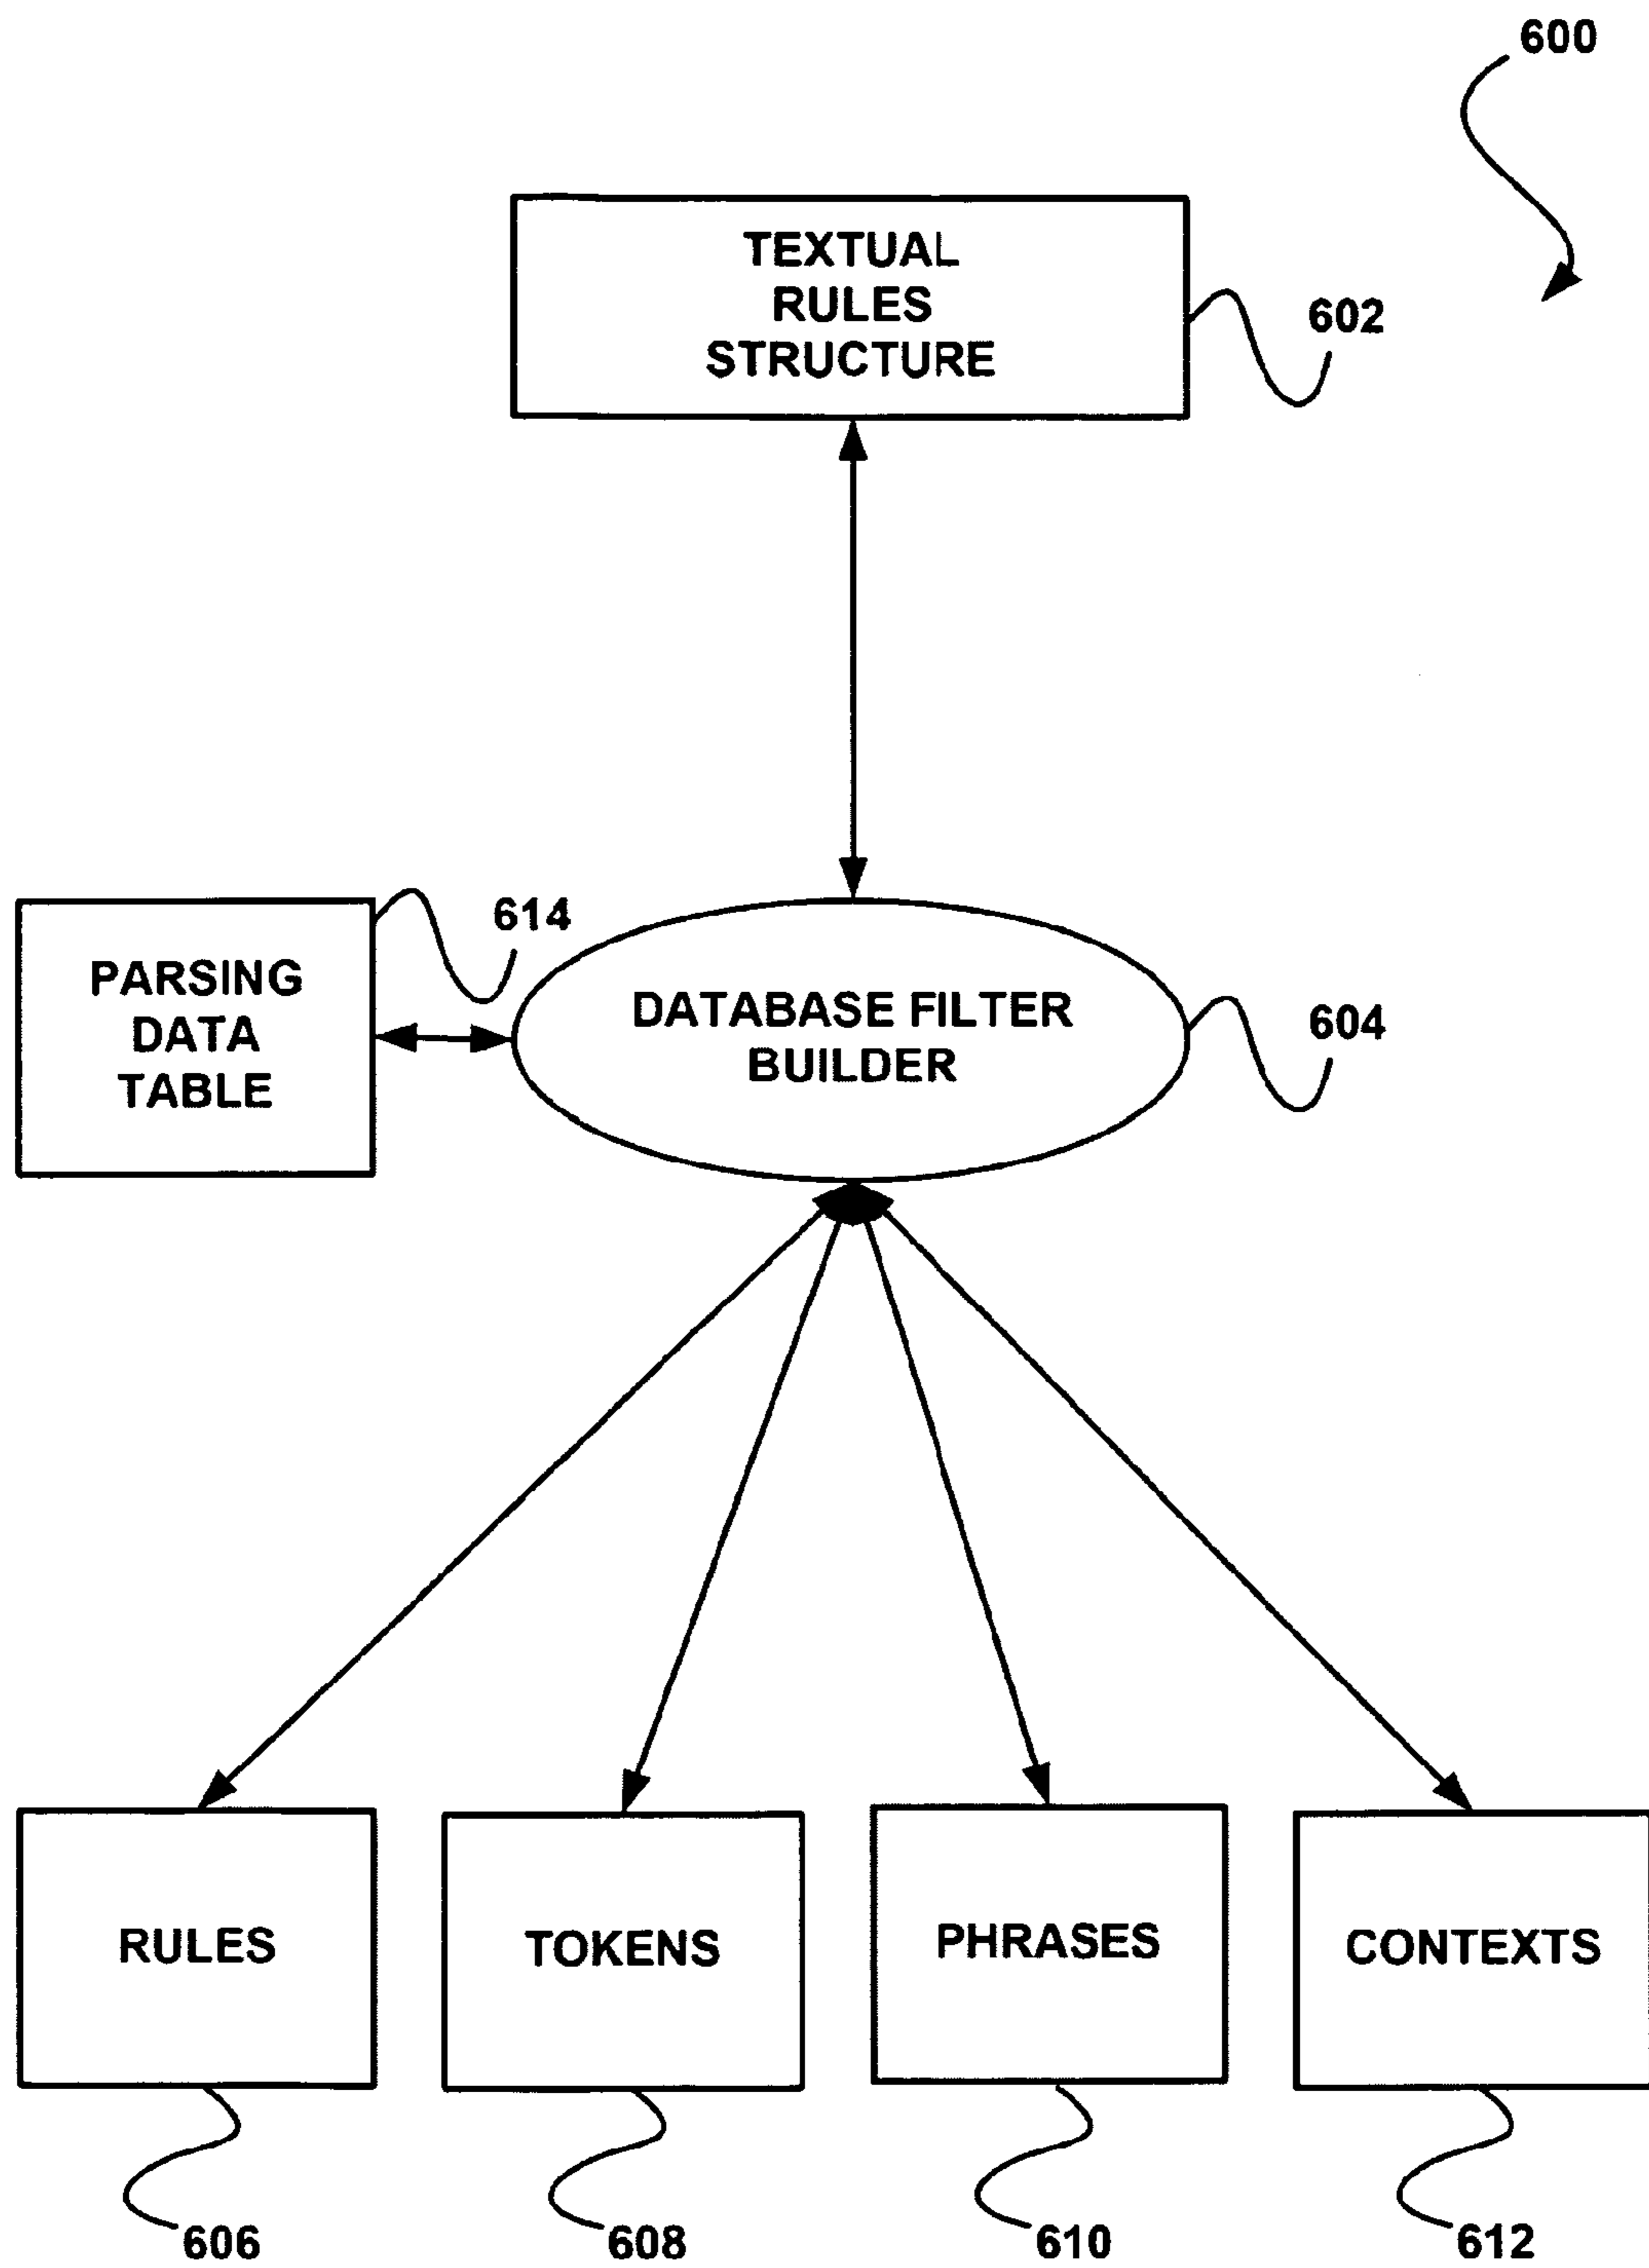 600
TEXTUAL
RULES
STRUCTURE
602
614
PARSING
DATA
TABLE
DATABASE FILTER
BUILDER
604
RULES
TOKENS
PHRASES
CONTEXTS
606
608
610
612